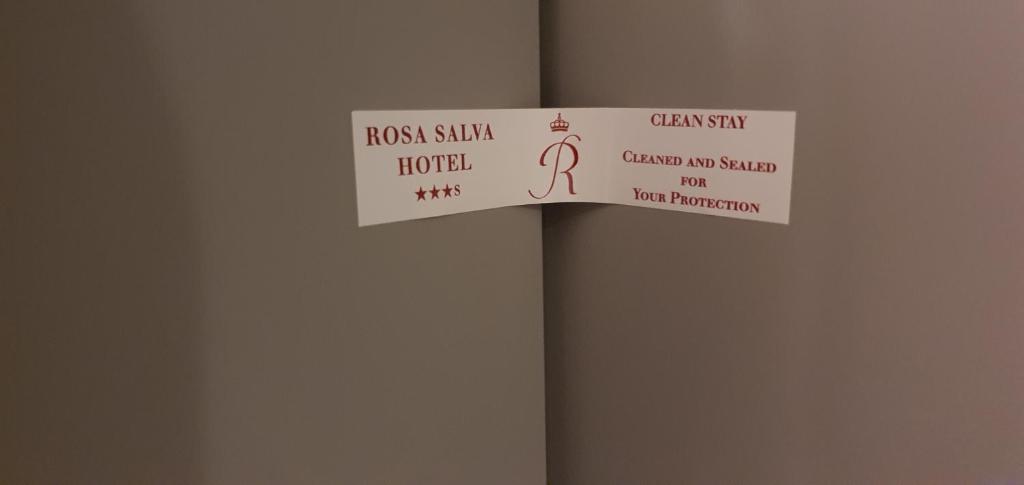 ROSA SALVA
HOTEL
★★★S
R
CLEAN STAY
CLEANED AND SEALED
FOR
YOUR PROTECTION